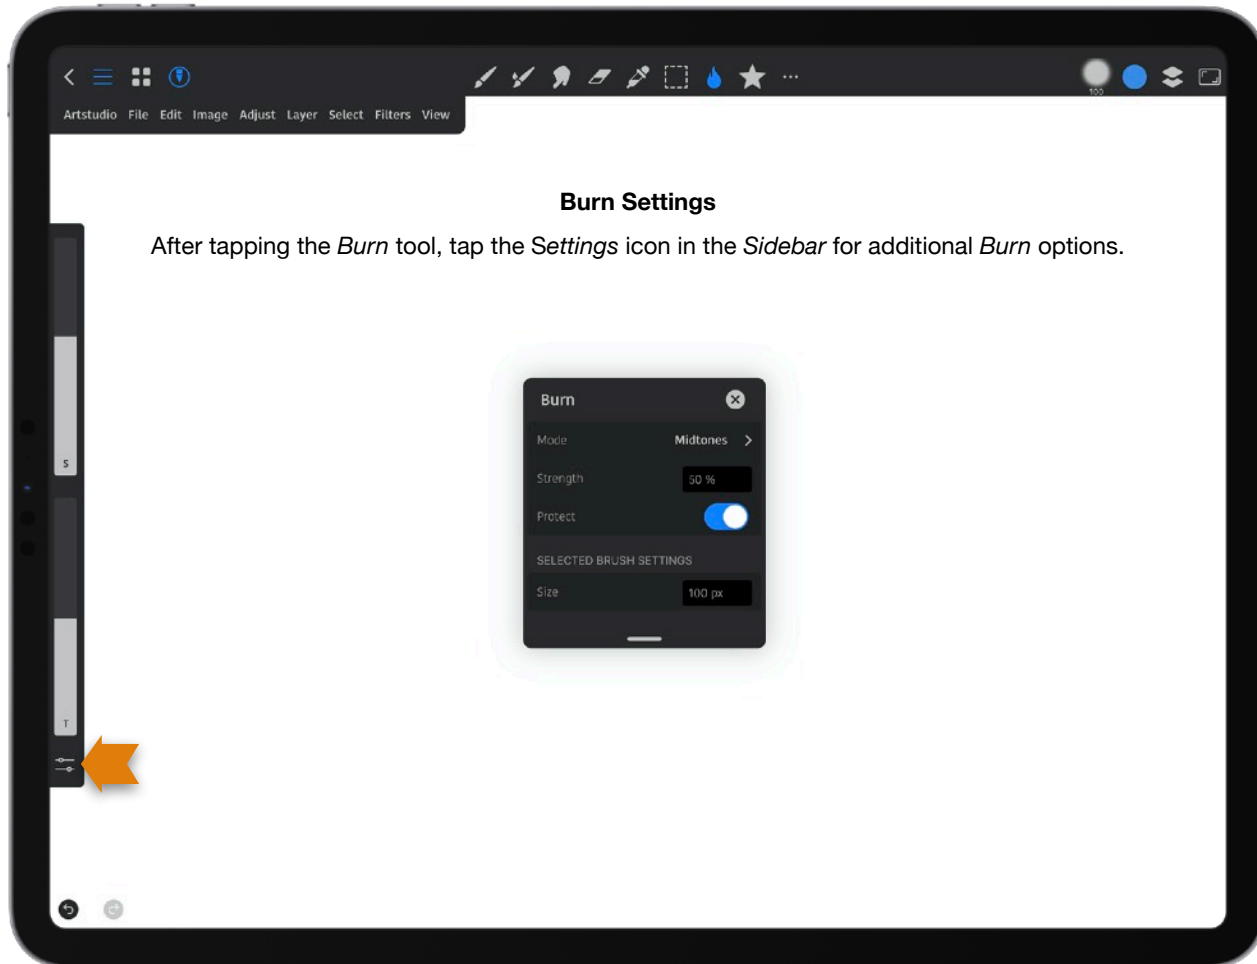 100
Artstudio File Edit Image Adjust Layer Select Filters View
Burn Settings
After tapping the Burn tool, tap the Settings icon in the Sidebar for additional Burn options.
S
T
Burn
Mode Midtones
Strength 50 %
Protect
SELECTED BRUSH SETTINGS
Size 100 px